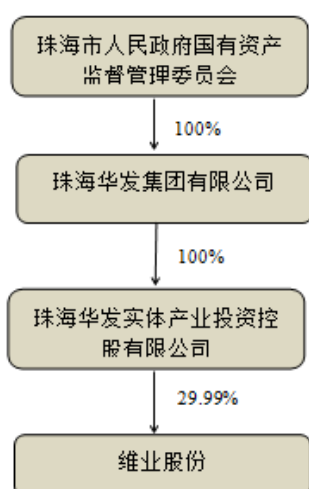 珠海市人民政府国有资产
监督管理委员会
100%
珠海华发集团有限公司
100%
珠海华发实体产业投资控
股有限公司
29.99%
维业股份